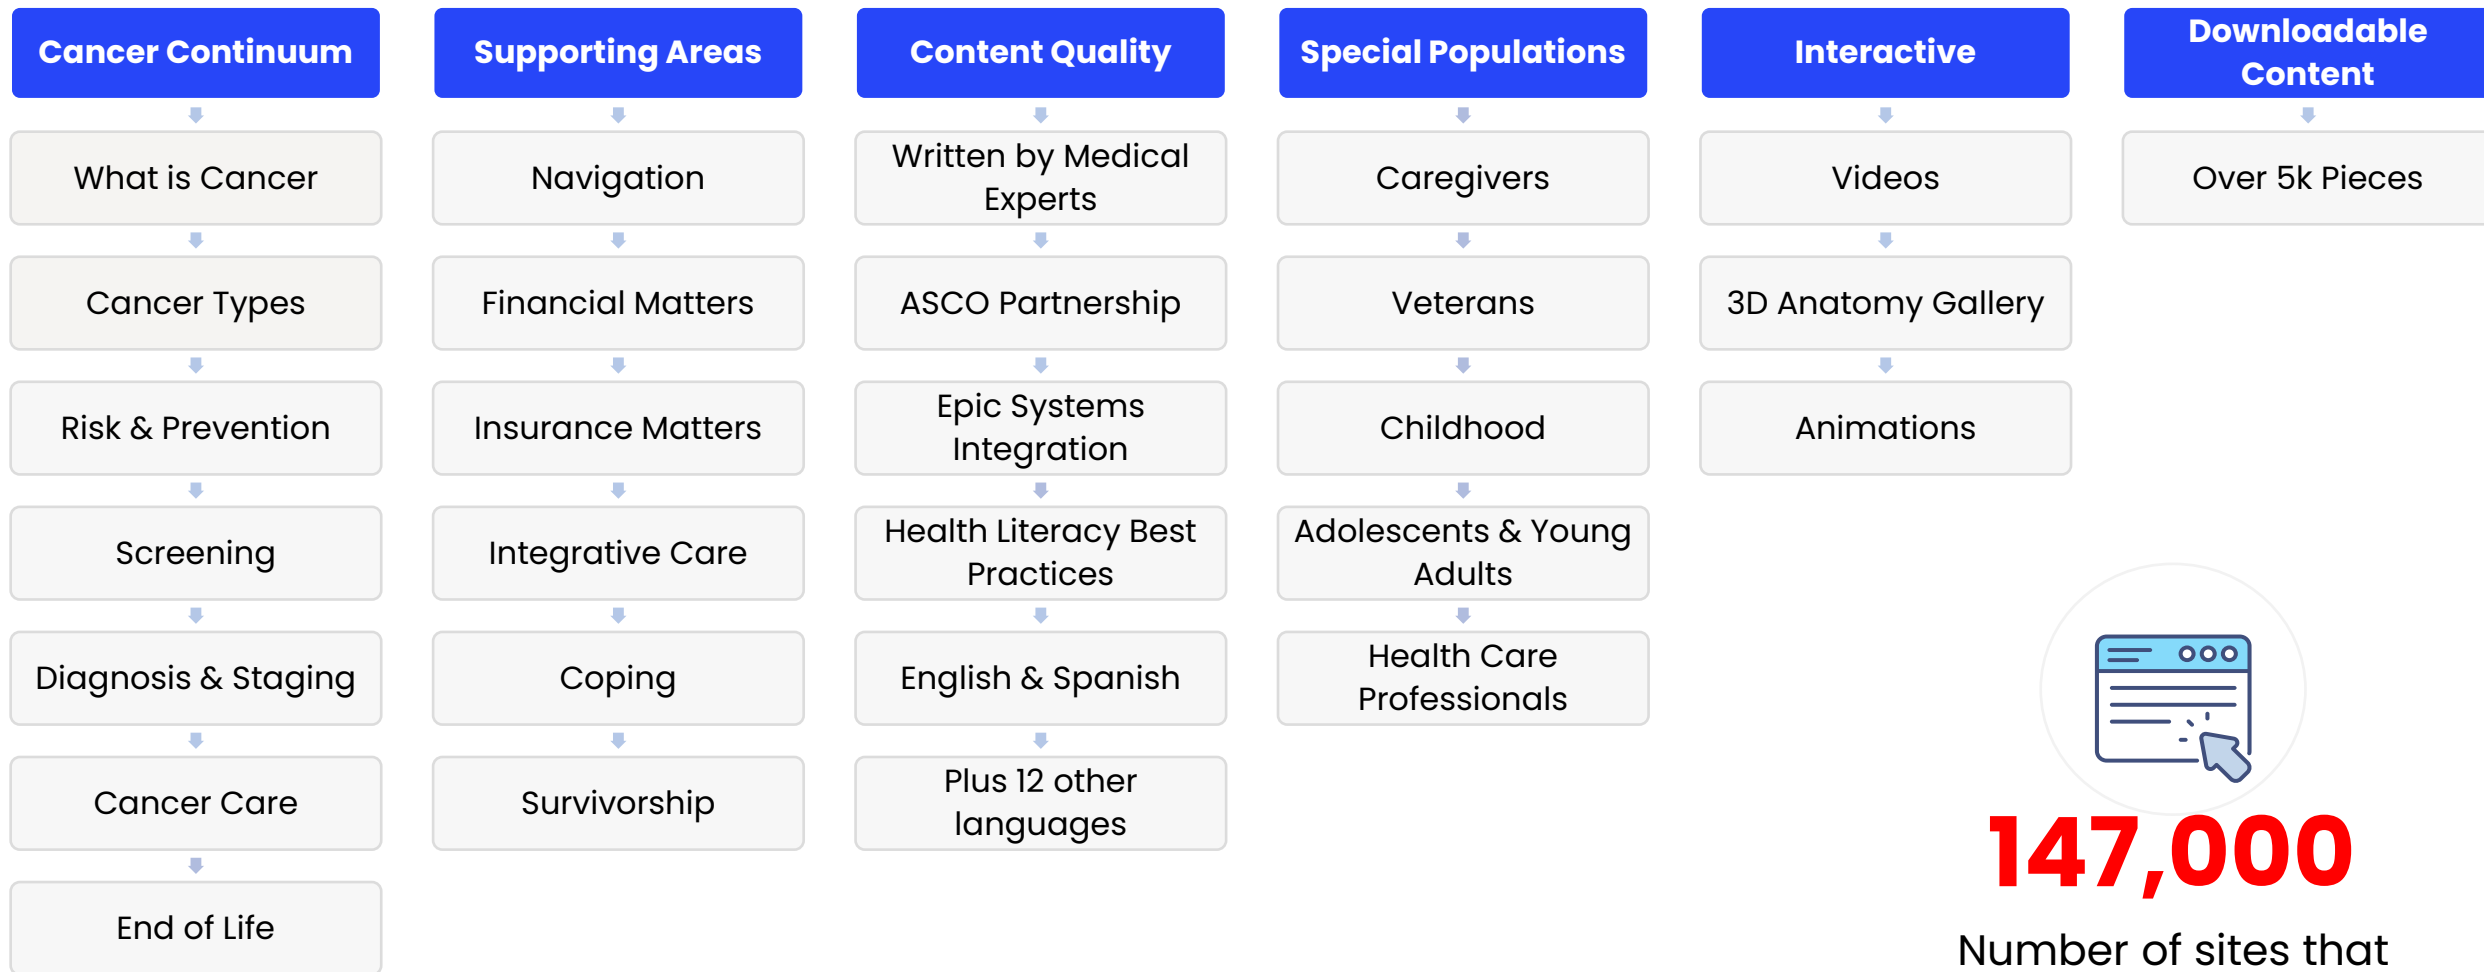 Cancer Continuum
What is Cancer
Cancer Types
Risk & Prevention
Screening
Diagnosis & Staging
Cancer Care
End of Life
Supporting Areas
Navigation
Financial Matters
Insurance Matters
Integrative Care
Coping
Survivorship
Content Quality
Written by Medical
Experts
ASCO Partnership
Epic Systems
Integration
Health Literacy Best
Practices
English & Spanish
Plus 12 other
languages
Special Populations
Caregivers
Veterans
Childhood
Adolescents & Young
Adults
Health Care
Professionals
Interactive
Videos
3D Anatomy Gallery
Animations
Downloadable
Content
Over 5k Pieces
147,000
Number of sites that